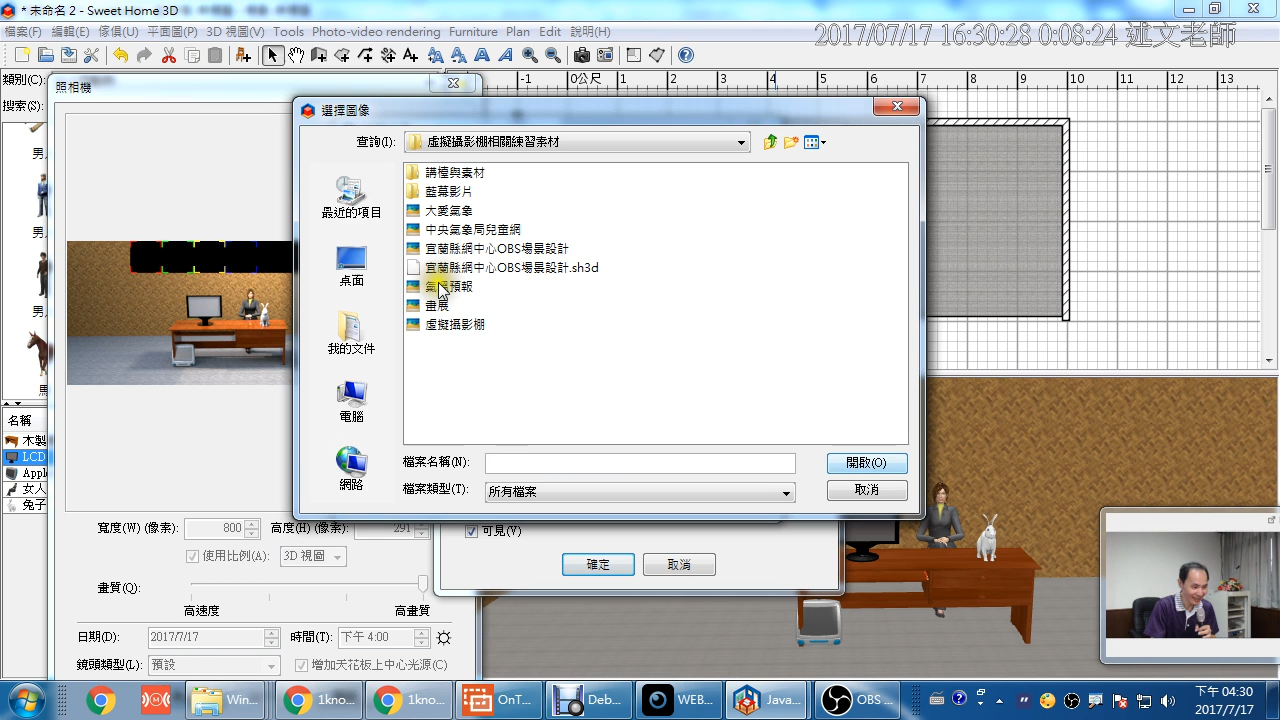 * 未命名 2 - Sweet Home 3D
檔案(F) 編輯(E) 傢俱(U) 平面圖(P) 3D 視圖(V) Tools Photo-video rendering Furniture Plan Edit 說明(H)
2017/07/17 16:30:28 0:08:24 述文老師
類別(C):
照相機
-1 0公尺 1 2 3 4 5 6 7 8 9 10 11 12 13
搜索(S):
選擇圖像
查詢(I): 虛擬攝影棚相關練習素材
講檯與素材
藍幕影片
大愛氣象
中央氣象局兒童網
宜蘭縣網中心OBS場景設計
宜蘭縣網中心OBS場景設計.sh3d
氣象預報
畫展
虛擬攝影棚
最近的項目
桌面
我的文件
電腦
網路
檔案名稱(N):
開啟(O)
檔案類型(T): 所有檔案
取消
名稱
木製
LCD
Appl
女人
兔子
寬度(W) (像素): 800 高度(H) (像素): 291
可見(V)
使用比例(A): 3D 視圖
確定 取消
畫質(Q):
高速度 高畫質
日期(D): 2017/7/17 時間(T): 下午 4:00
鏡頭類型(L): 預設 增加天花板上中心光源(C)
Win... 1kno... 1kno... OnT... Deb... WEB... Java... OBS ...
下午 04:30
2017/7/17